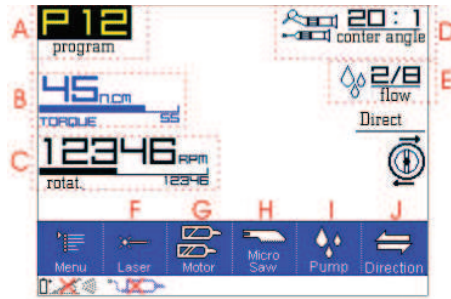 A P12 20:1 D
program conter angle
B 45 n.cm 2/8 E
TORQUE 55 flow
Direct
C 12346 RPM
rotat. 12346
F G H I J
Menu Laser Motor Micro Saw Pump Direction